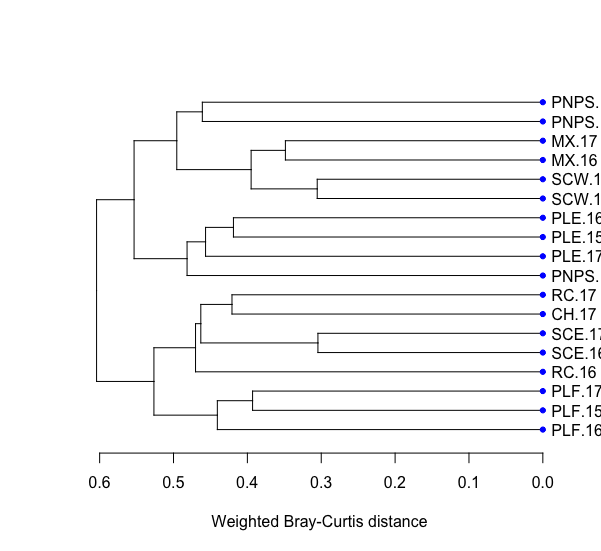 PNPS.
PNPS.
MX.17
MX.16
SCW.1
SCW.1
PLE.16
PLE.15
PLE.17
PNPS.
RC.17
CH.17
SCE.17
SCE.16
RC.16
PLF.17
PLF.15
PLF.16
0.6 0.5 0.4 0.3 0.2 0.1 0.0
Weighted Bray-Curtis distance